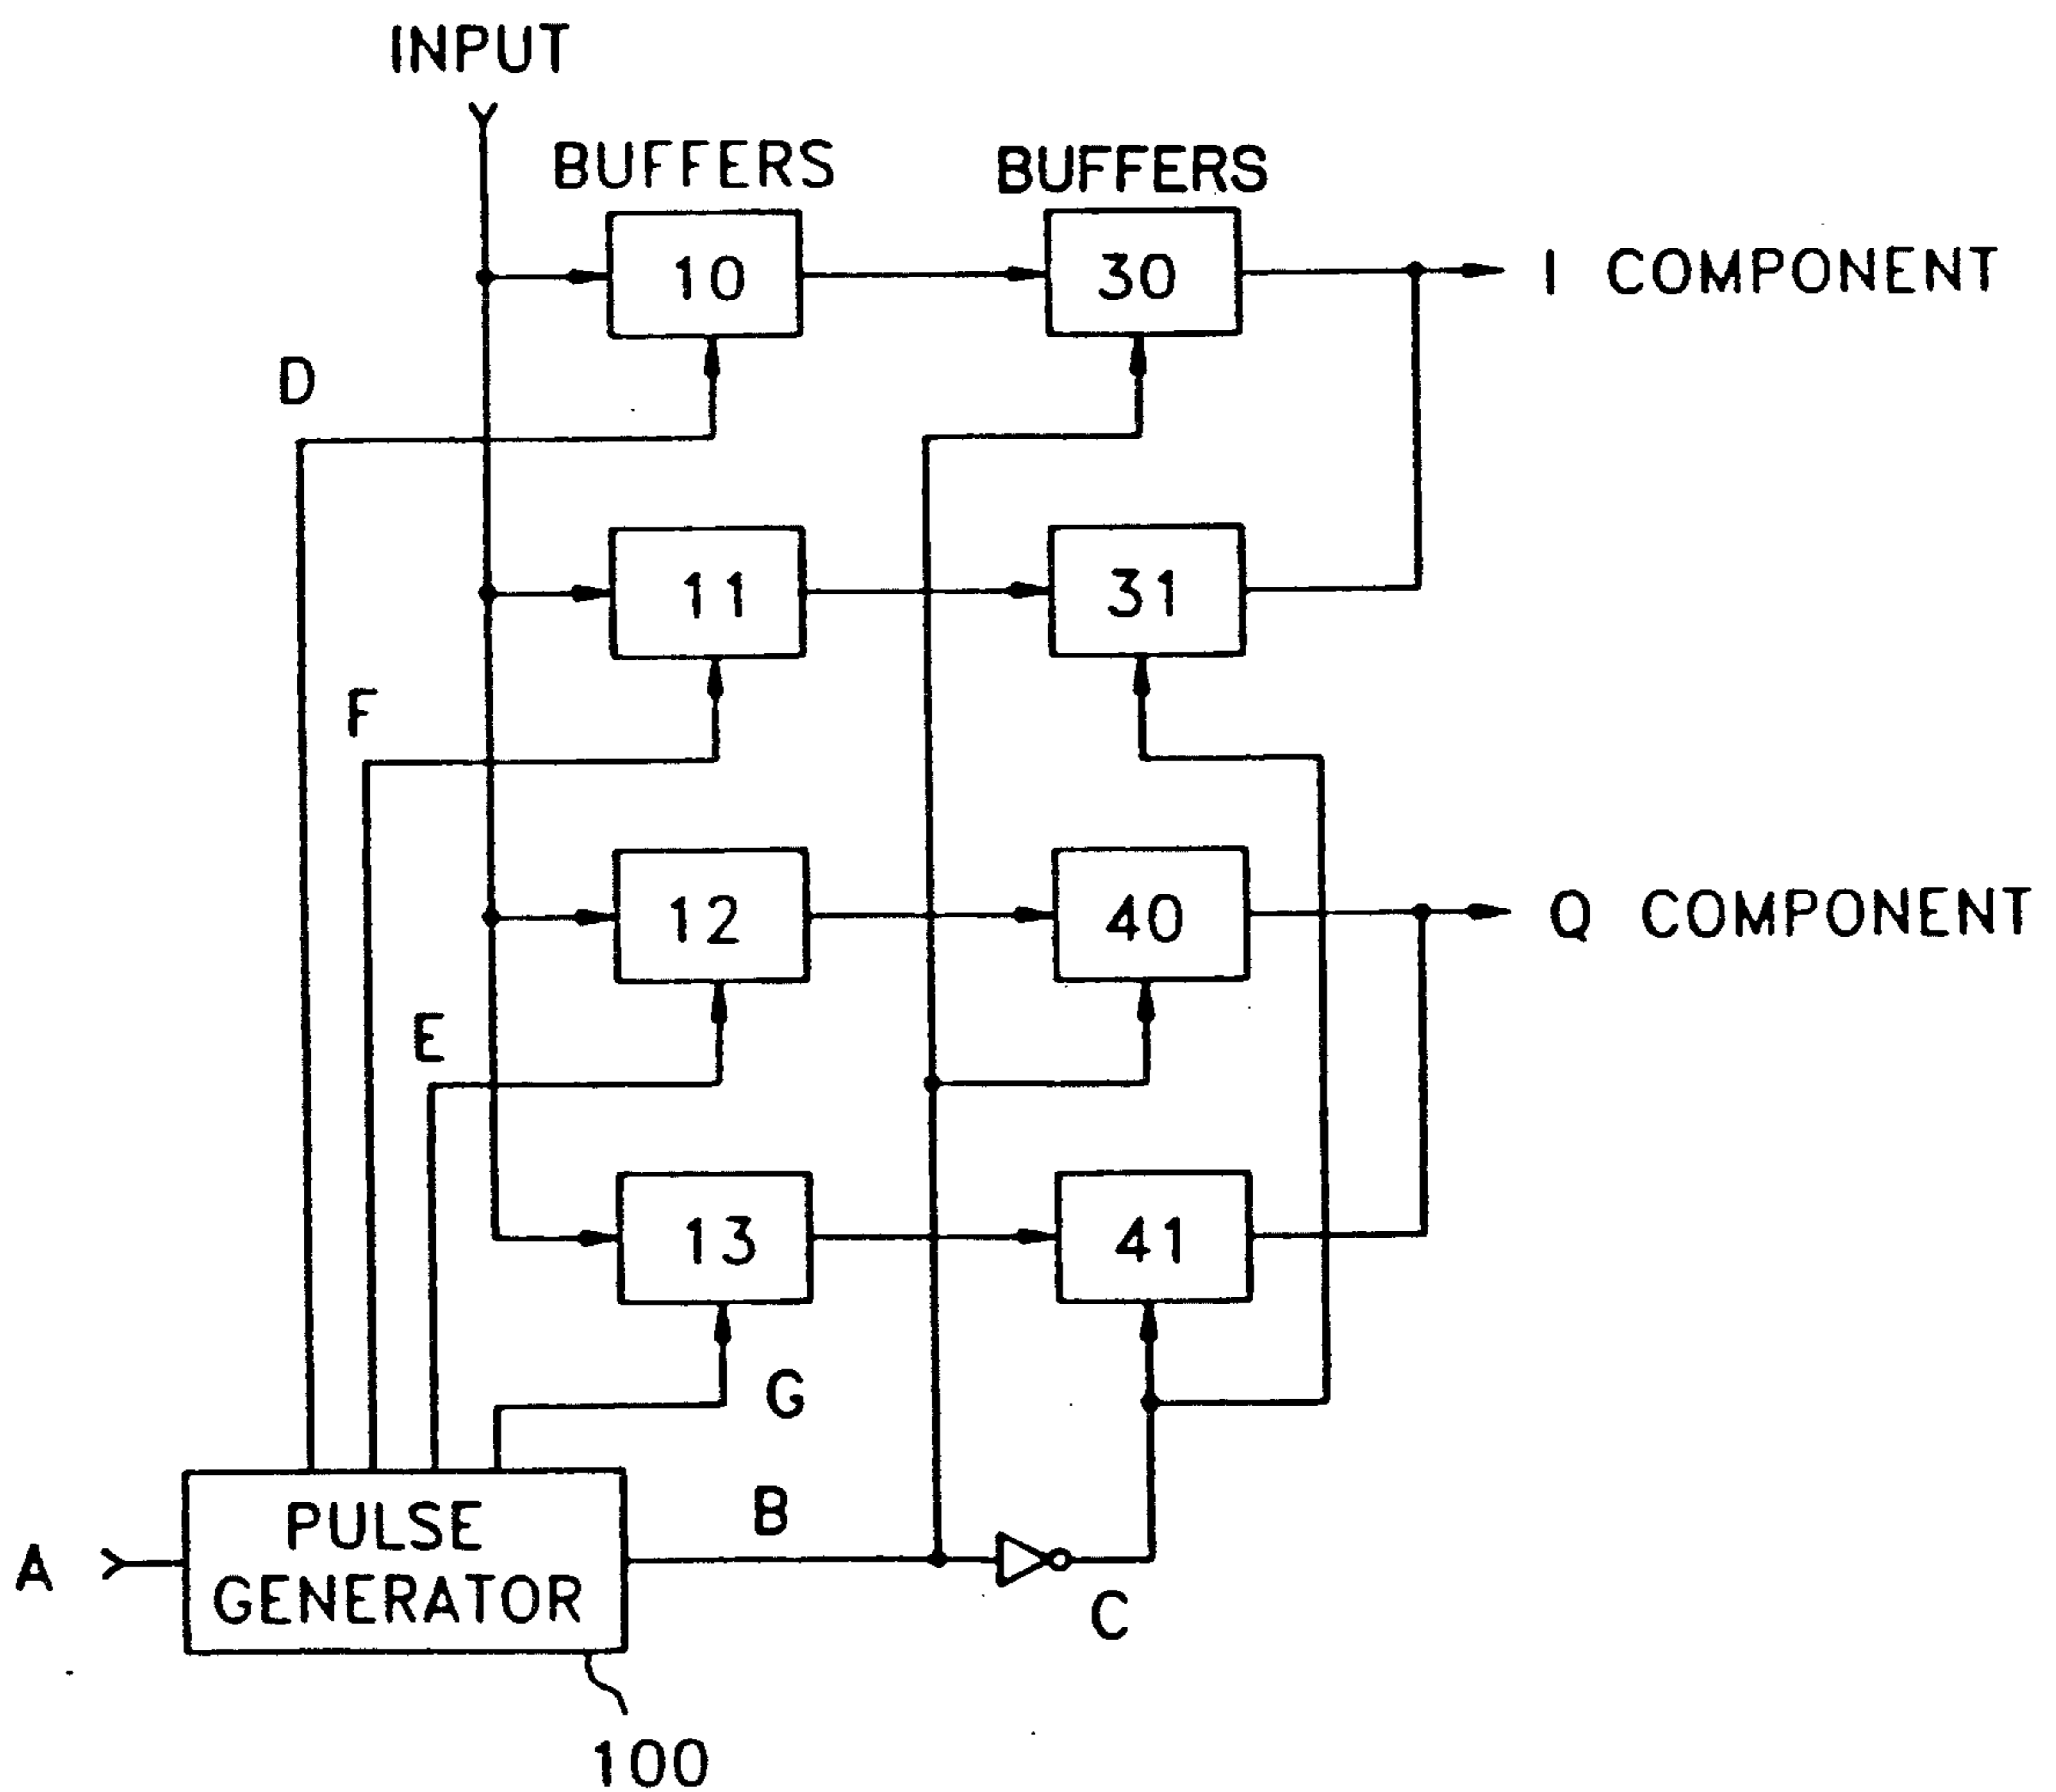 INPUT
BUFFERS
BUFFERS
10
30
I COMPONENT
D
11
31
F
12
40
Q COMPONENT
E
13
41
G
B
A
PULSE
GENERATOR
C
100